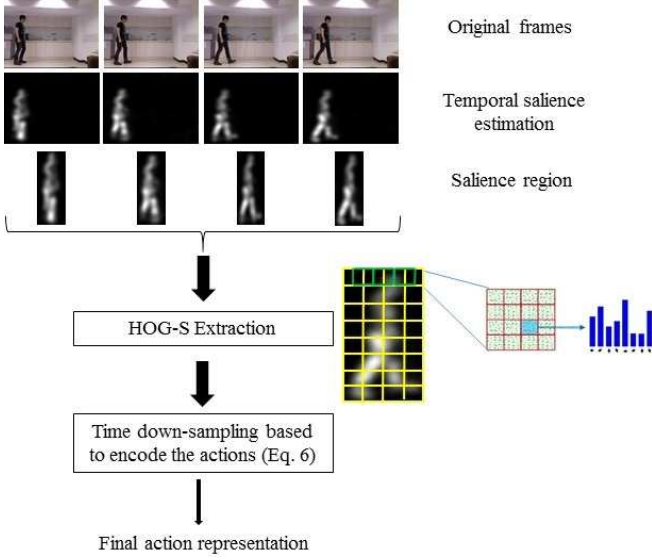 Original frames
Temporal salience
estimation
Salience region
HOG-S Extraction
Time down-sampling based
to encode the actions (Eq. 6)
Final action representation